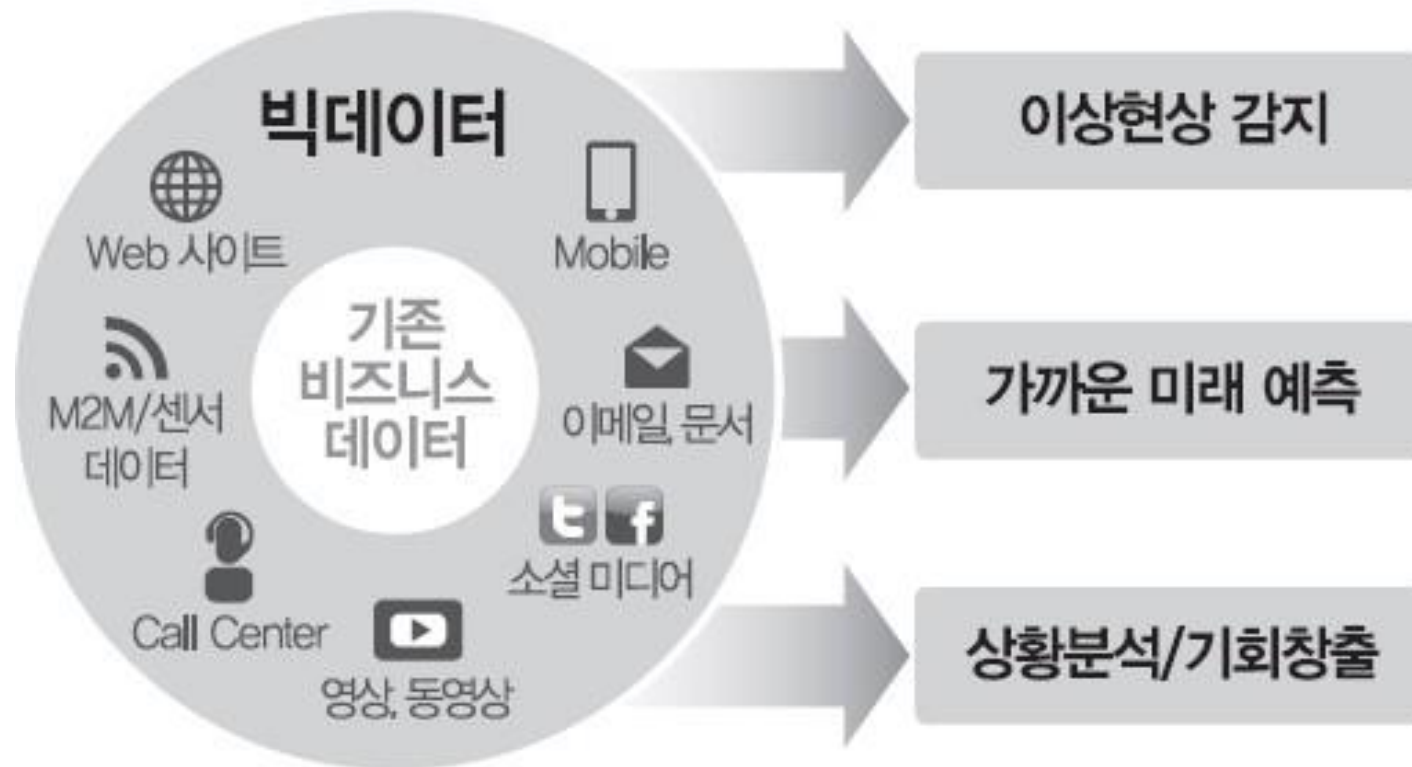 빅데이터
Web 사이트
Mobile
기존
비즈니스
데이터
M2M/센서
데이터
이메일, 문서
소셜 미디어
Call Center
영상, 동영상
이상현상 감지
가까운 미래 예측
상황분석/기회창출